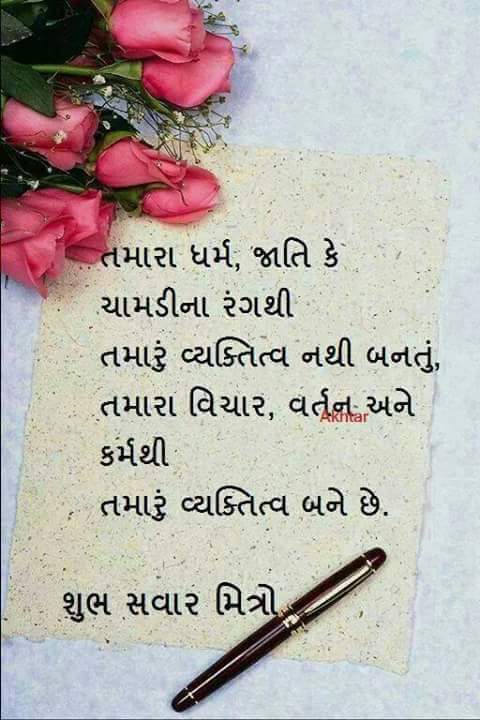 તમારા ધર્મ, જાતિ કે
ચામડીના રંગથી
તમારું વ્યક્તિત્વ નથી બનતું,
તમારા વિચાર, વર્તન અને
Akhtar
કર્મથી
તમારું વ્યક્તિત્વ બને છે.
શુભ સવાર મિત્રો